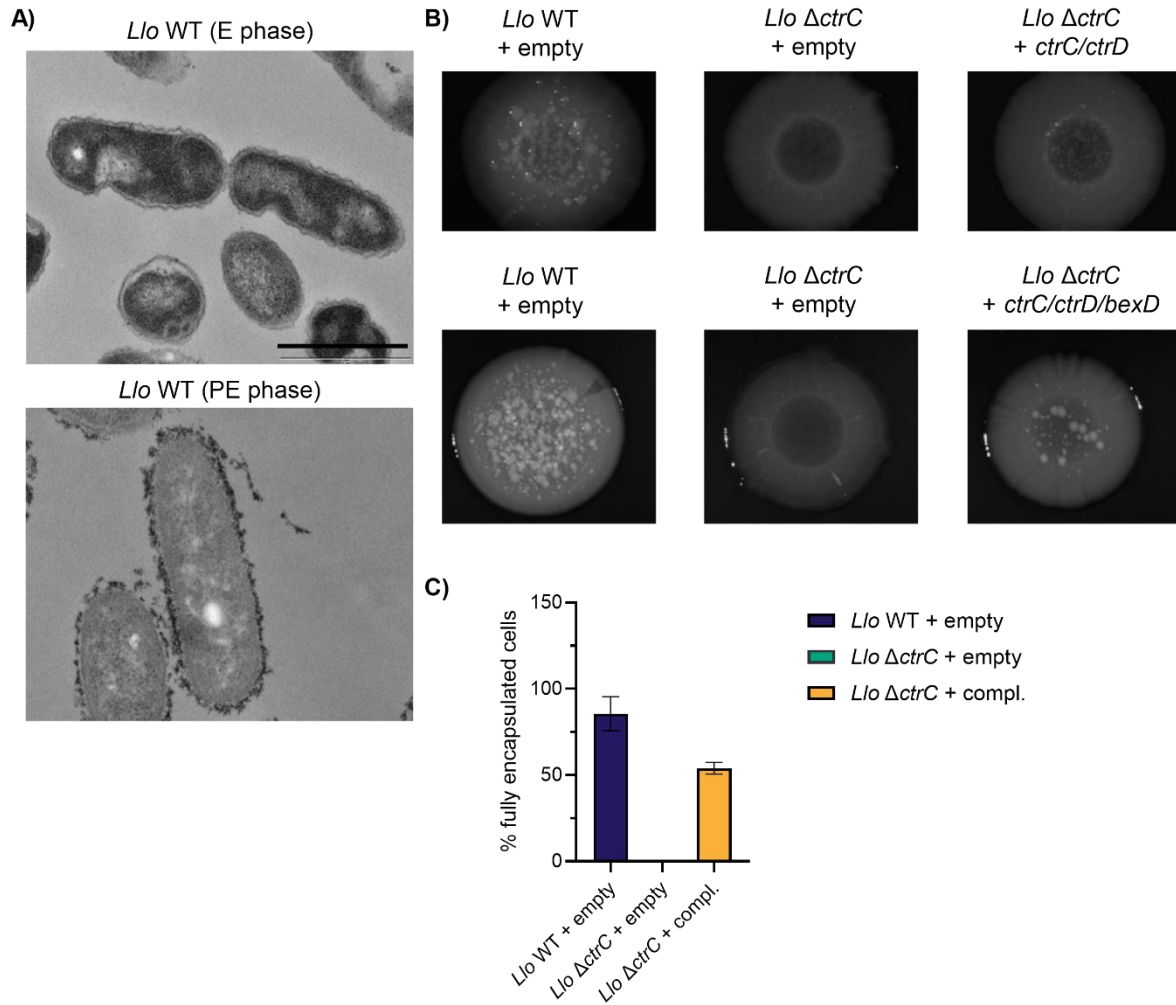 A)
Llo WT (E phase)
Llo WT (PE phase)
B)
Llo WT
+ empty
Llo ΔctrC
+ empty
Llo ΔctrC
+ ctrC/ctrD
Llo WT
+ empty
Llo ΔctrC
+ empty
Llo ΔctrC
+ ctrC/ctrD/bexD
C)
% fully encapsulated cells
150
100
50
0
Llo WT + empty
Llo ΔctrC + empty
Llo ΔctrC + compl.
Llo WT + empty
Llo ΔctrC + empty
Llo ΔctrC + compl.